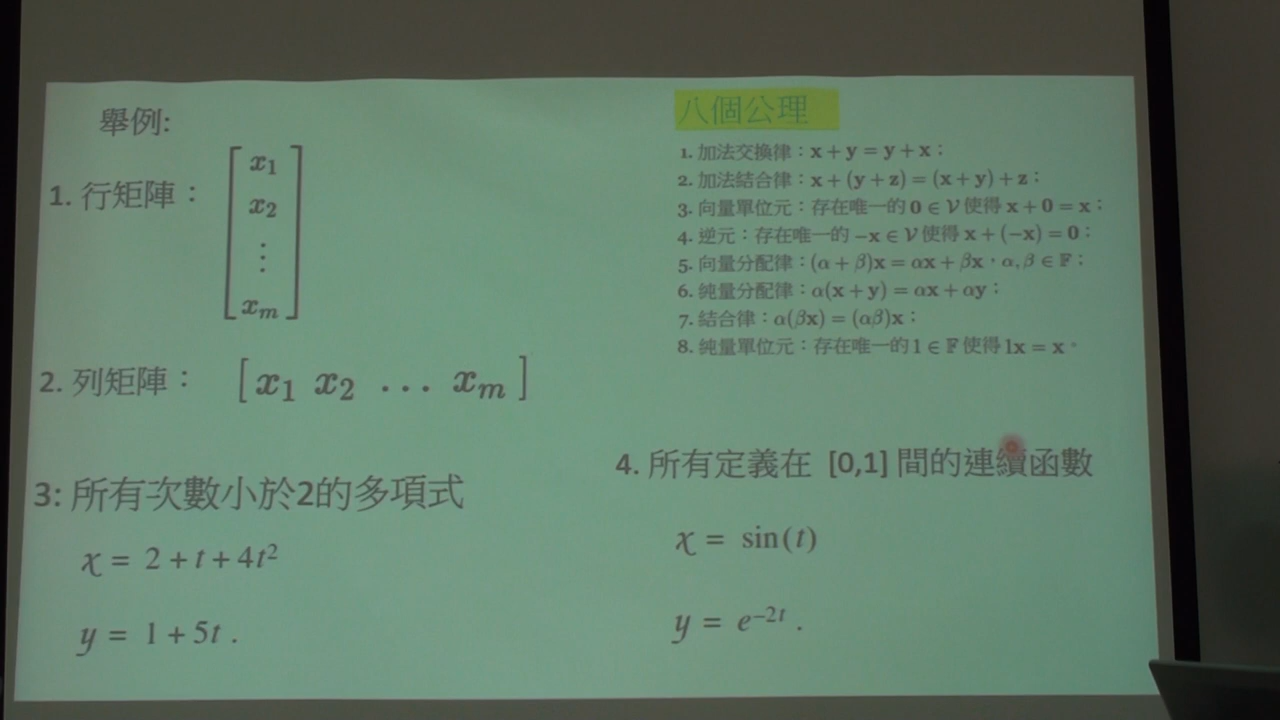 舉例:
1. 行矩陣：
x1
x2
⋮
xm
2. 列矩陣： [ x1 x2 ... xm ]
3: 所有次數小於2的多項式
x = 2 + t + 4t²
y = 1 + 5t .
八個公理
1. 加法交換律：x + y = y + x；
2. 加法結合律：x + (y + z) = (x + y) + z；
3. 向量單位元：存在唯一的 0 ∈ V 使得 x + 0 = x；
4. 逆元：存在唯一的 −x ∈ V 使得 x + (−x) = 0；
5. 向量分配律：(α + β)x = αx + βx，α, β ∈ F；
6. 純量分配律：α(x + y) = αx + αy；
7. 結合律：α(βx) = (αβ)x；
8. 純量單位元：存在唯一的 1 ∈ F 使得 1x = x。
4. 所有定義在 [0,1] 間的連續函數
x = sin(t)
y = e⁻²ᵗ .